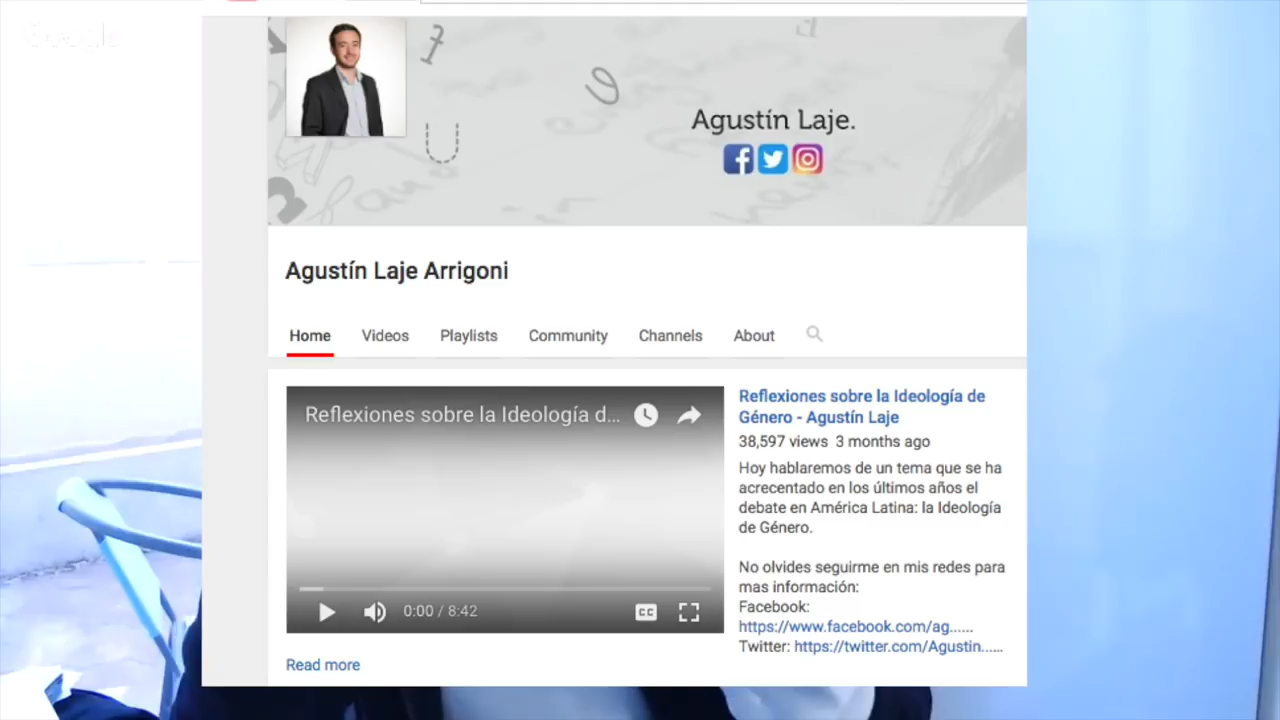 Google
Agustín Laje.
Agustín Laje Arrigoni
Home Videos Playlists Community Channels About
Reflexiones sobre la Ideología d...
0:00 / 8:42
CC
Read more
Reflexiones sobre la Ideología de
Género - Agustín Laje
38,597 views 3 months ago
Hoy hablaremos de un tema que se ha
acrecentado en los últimos años el
debate en América Latina: la Ideología
de Género.
No olvides seguirme en mis redes para
mas información:
Facebook:
https://www.facebook.com/ag......
Twitter: https://twitter.com/Agustin......